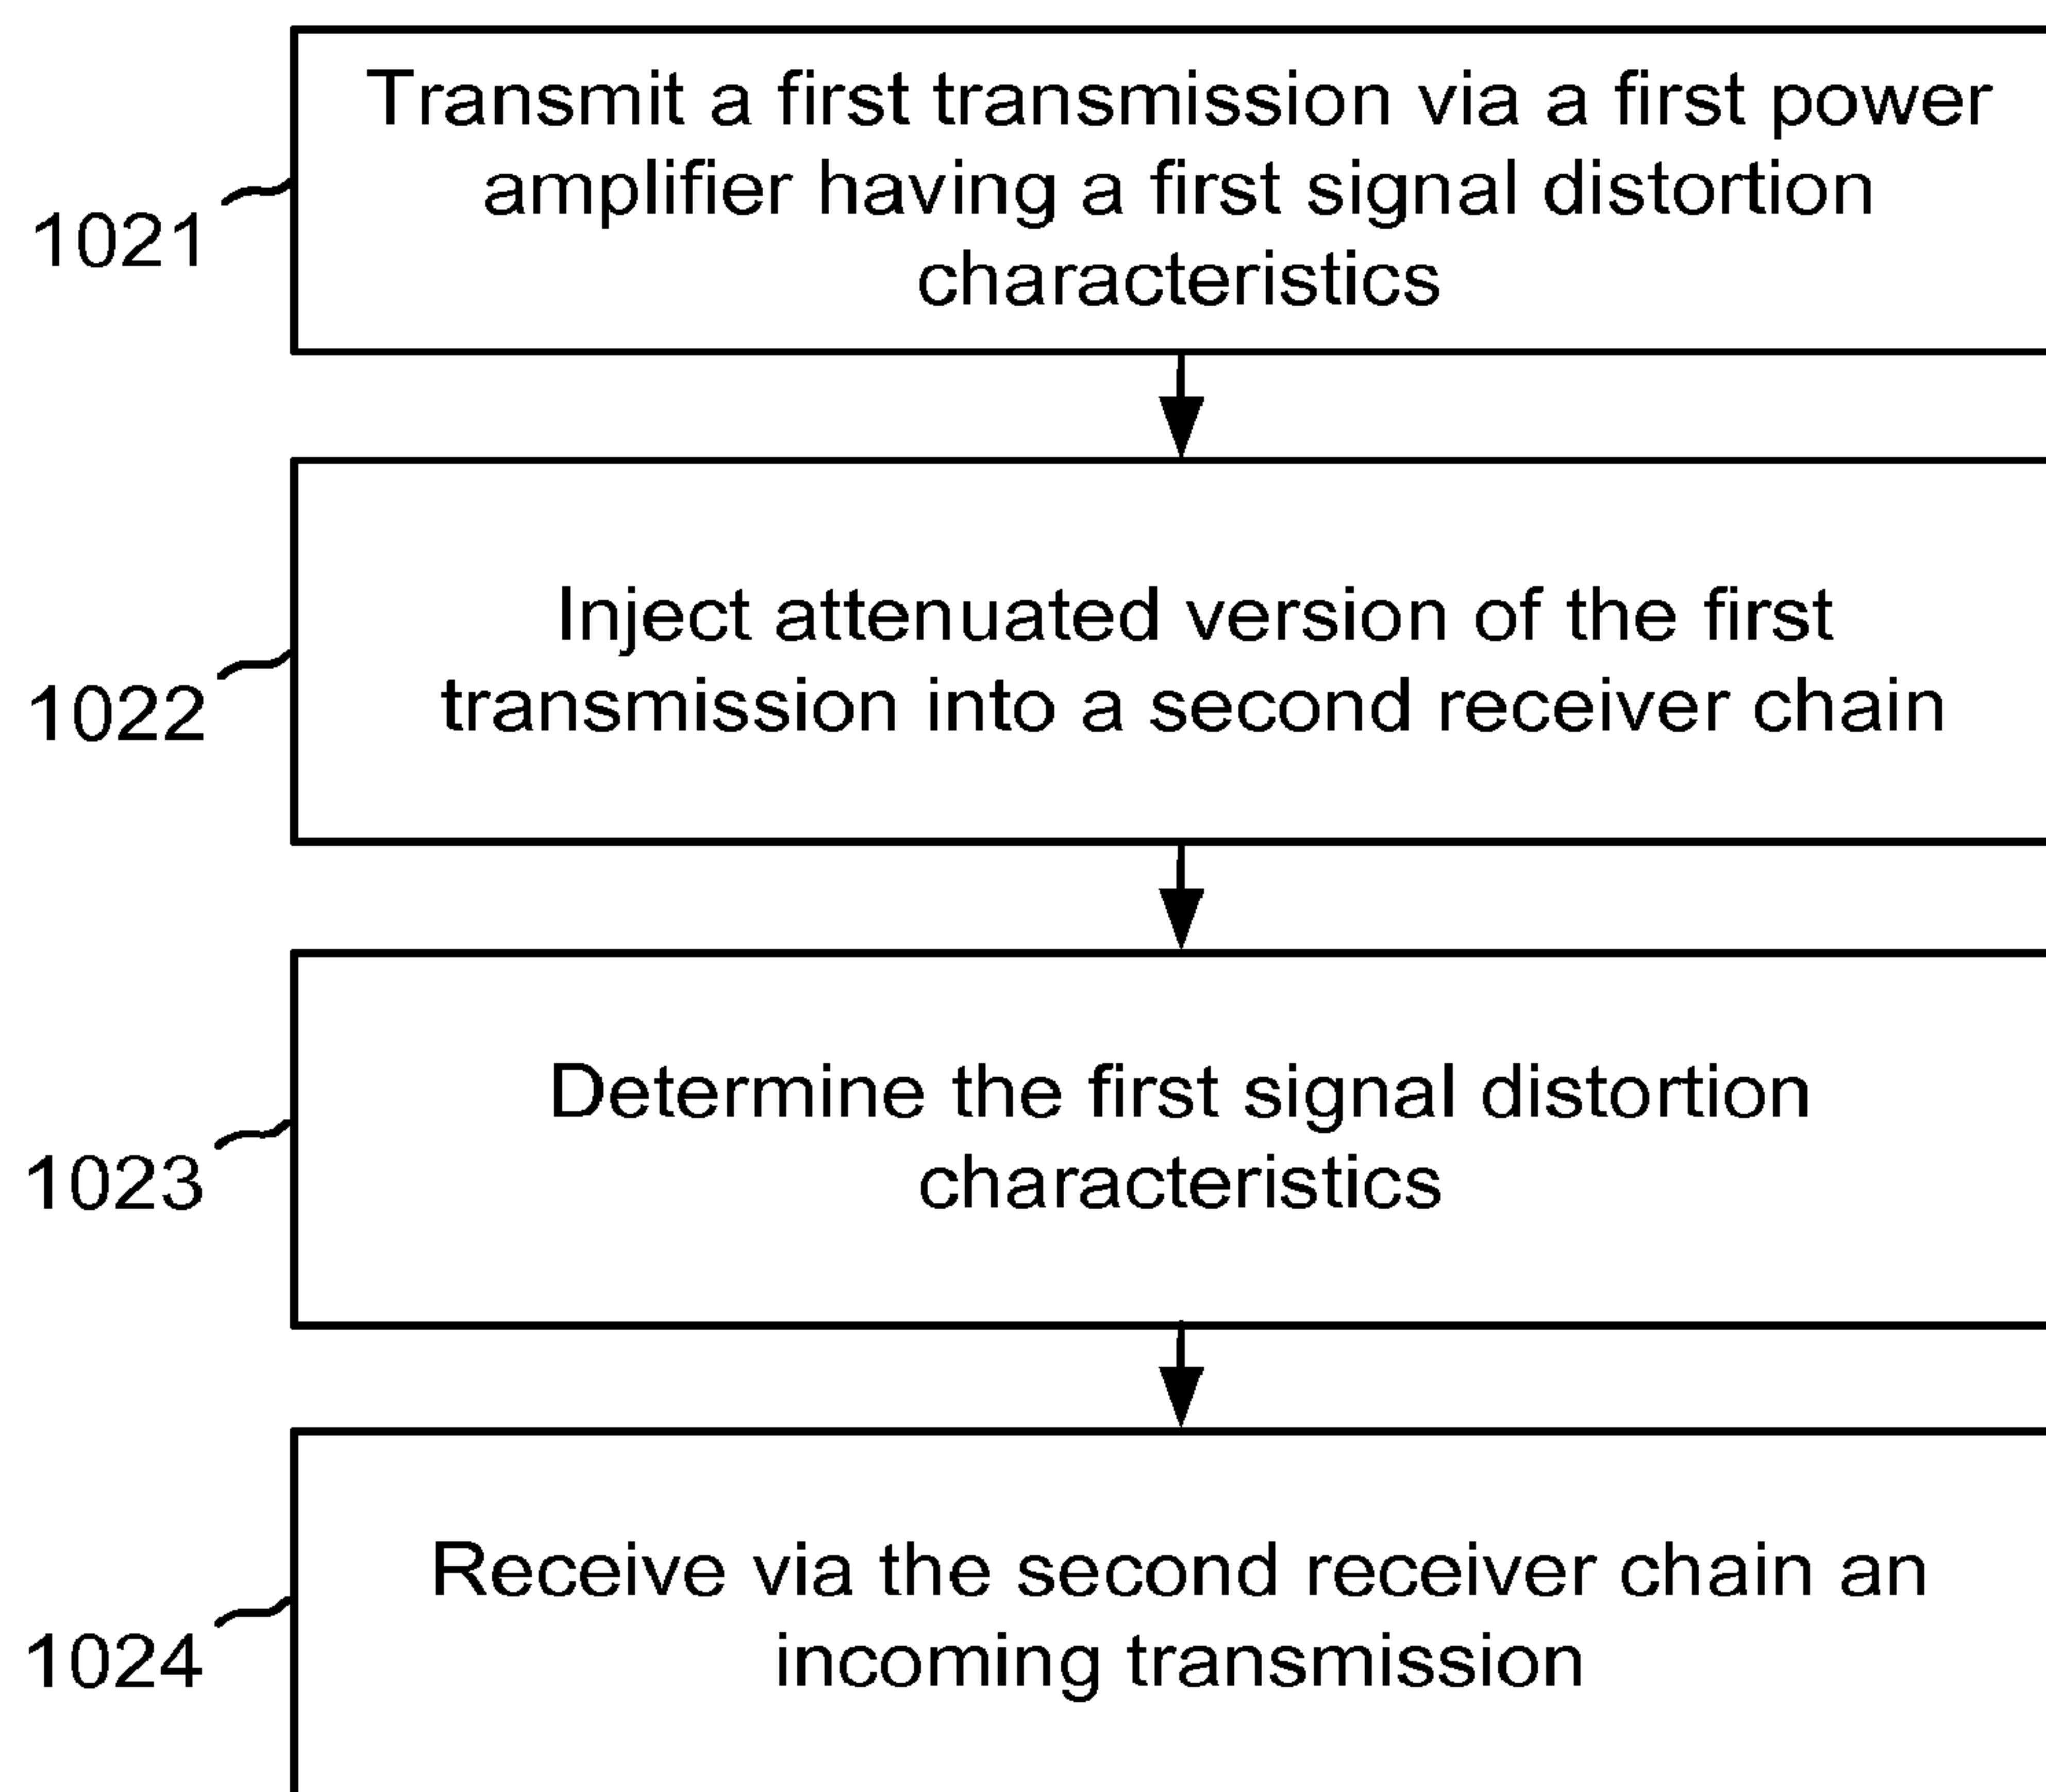 Transmit a first transmission via a first power
amplifier having a first signal distortion
characteristics
1021
Inject attenuated version of the first
transmission into a second receiver chain
1022
Determine the first signal distortion
characteristics
1023
Receive via the second receiver chain an
incoming transmission
1024